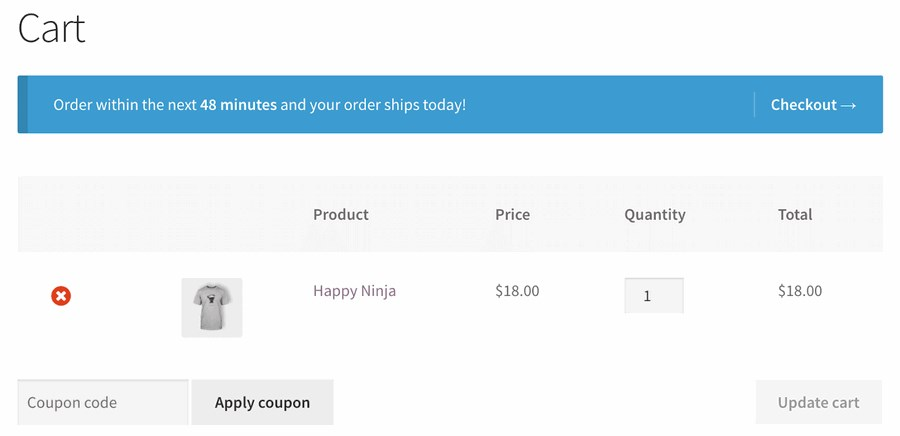 Cart
Order within the next 48 minutes and your order ships today! Checkout →
Product Price Quantity Total
Happy Ninja $18.00 1 $18.00
Coupon code Apply coupon Update cart